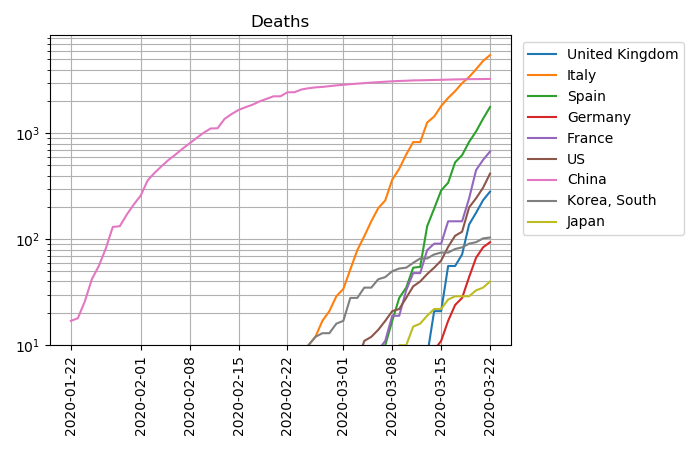 Deaths
10³
10²
10¹
2020-01-22
2020-02-01
2020-02-08
2020-02-15
2020-02-22
2020-03-01
2020-03-08
2020-03-15
2020-03-22
United Kingdom
Italy
Spain
Germany
France
US
China
Korea, South
Japan